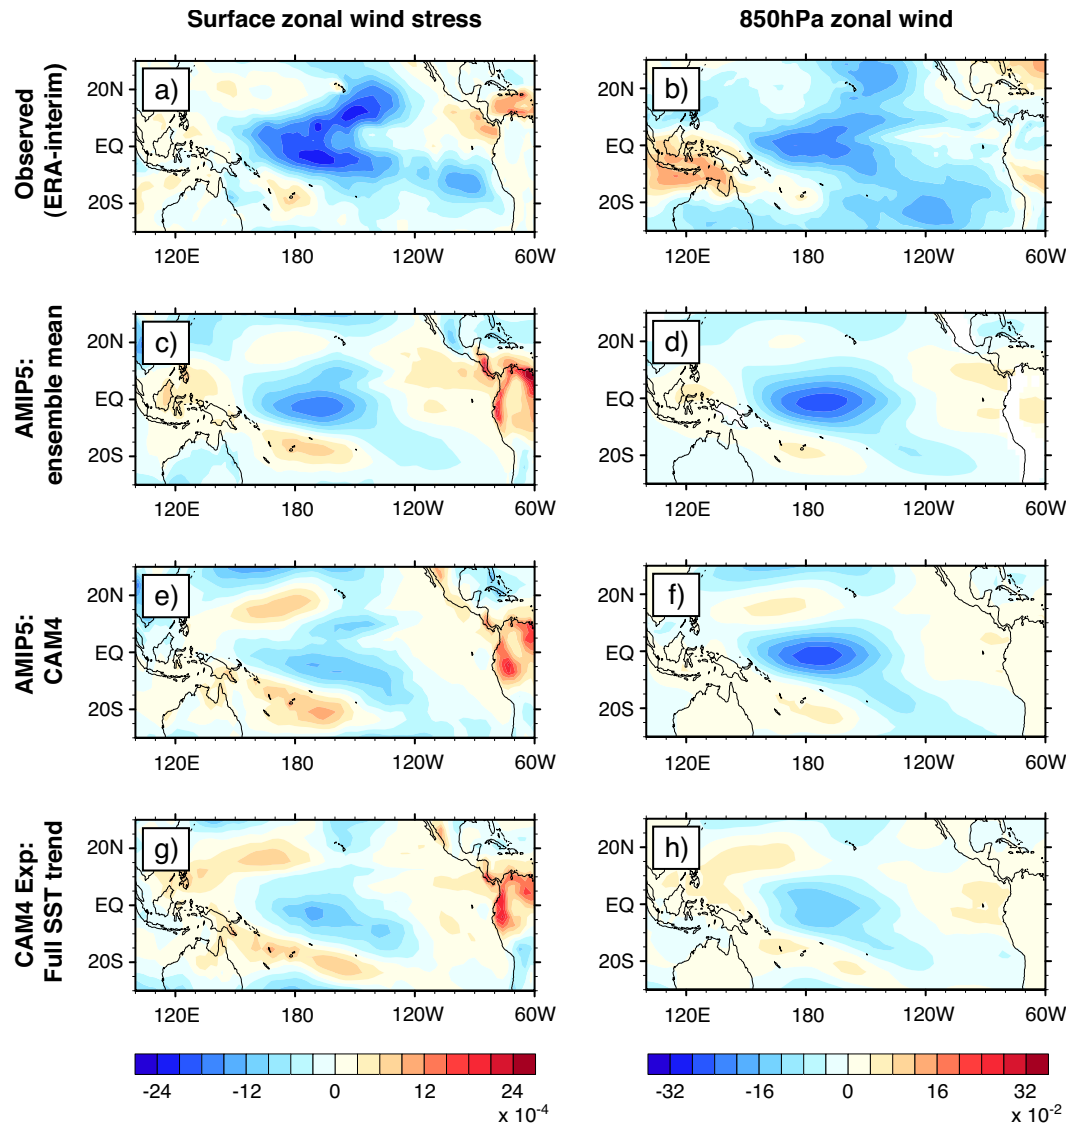 Surface zonal wind stress 850hPa zonal wind
Observed
(ERA-interim)
a)
20N
EQ
20S
120E 180 120W 60W
b)
20N
EQ
20S
120E 180 120W 60W
AMIP5:
ensemble mean
c)
20N
EQ
20S
120E 180 120W 60W
d)
20N
EQ
20S
120E 180 120W 60W
AMIP5:
CAM4
e)
20N
EQ
20S
120E 180 120W 60W
f)
20N
EQ
20S
120E 180 120W 60W
CAM4 Exp:
Full SST trend
g)
20N
EQ
20S
120E 180 120W 60W
h)
20N
EQ
20S
120E 180 120W 60W
-24 -12 0 12 24
x 10⁻⁴
-32 -16 0 16 32
x 10⁻²